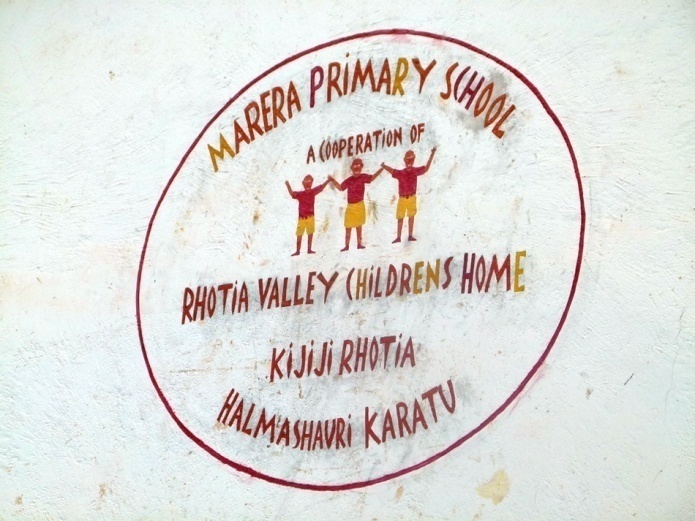 MARERA PRIMARY SCHOOL
A COOPERATION OF
RHOTIA VALLEY CHILDRENS HOME
KIJIJI RHOTIA
HALMASHAURI KARATU